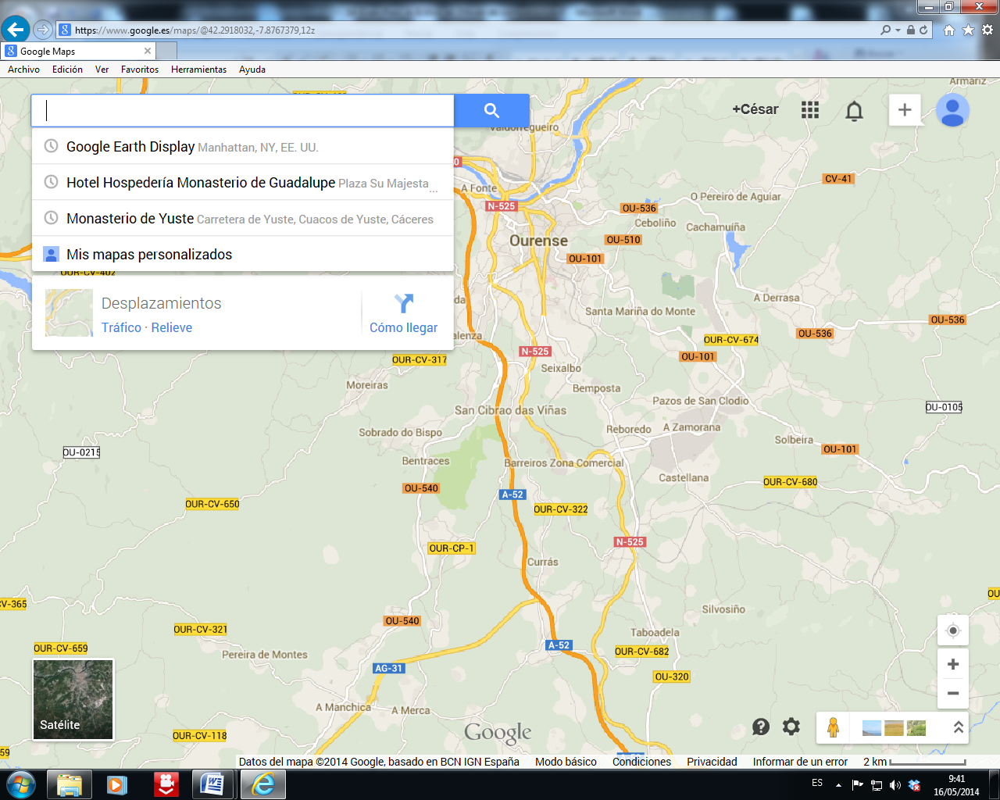 https://www.google.es/maps/@42.2918032,-7.8767379,12z
Google Maps
Archivo Edición Ver Favoritos Herramientas Ayuda
Armariz
+César
Google Earth Display Manhattan, NY, EE. UU.
Hotel Hospedería Monasterio de Guadalupe Plaza Su Majesta...
Monasterio de Yuste Carretera de Yuste, Cuacos de Yuste, Cáceres
Mis mapas personalizados
OUR-CV-402
Desplazamientos
Tráfico · Relieve
Cómo llegar
A Fonte
CV-41
N-525
OU-536
O Pereiro de Aguiar
Ceboliño
Cachamuíña
Ourense
OU-510
OU-101
A Derrasa
Santa Mariña do Monte
OU-536
OU-536
OUR-CV-674
N-525
OU-101
OUR-CV-317
Seixalbo
Moreiras
Bemposta
Pazos de San Clodio
OU-0105
San Cibrao das Viñas
Sobrado do Bispo
Reboredo
A Zamorana
Solbeira
OU-101
OU-0215
Bentraces
Barreiros Zona Comercial
Castellana
OUR-CV-680
OU-540
A-52
OUR-CV-650
OUR-CV-322
N-525
OUR-CP-1
Currás
CV-365
Silvosiño
OU-540
OUR-CV-321
Taboadela
OUR-CV-659
Pereira de Montes
A-52
OUR-CV-682
AG-31
OU-320
A Manchica
A Merca
Satélite
OUR-CV-118
Google
59
Datos del mapa ©2014 Google, basado en BCN IGN España Modo básico Condiciones Privacidad Informar de un error 2 km
ES
9:41
16/05/2014